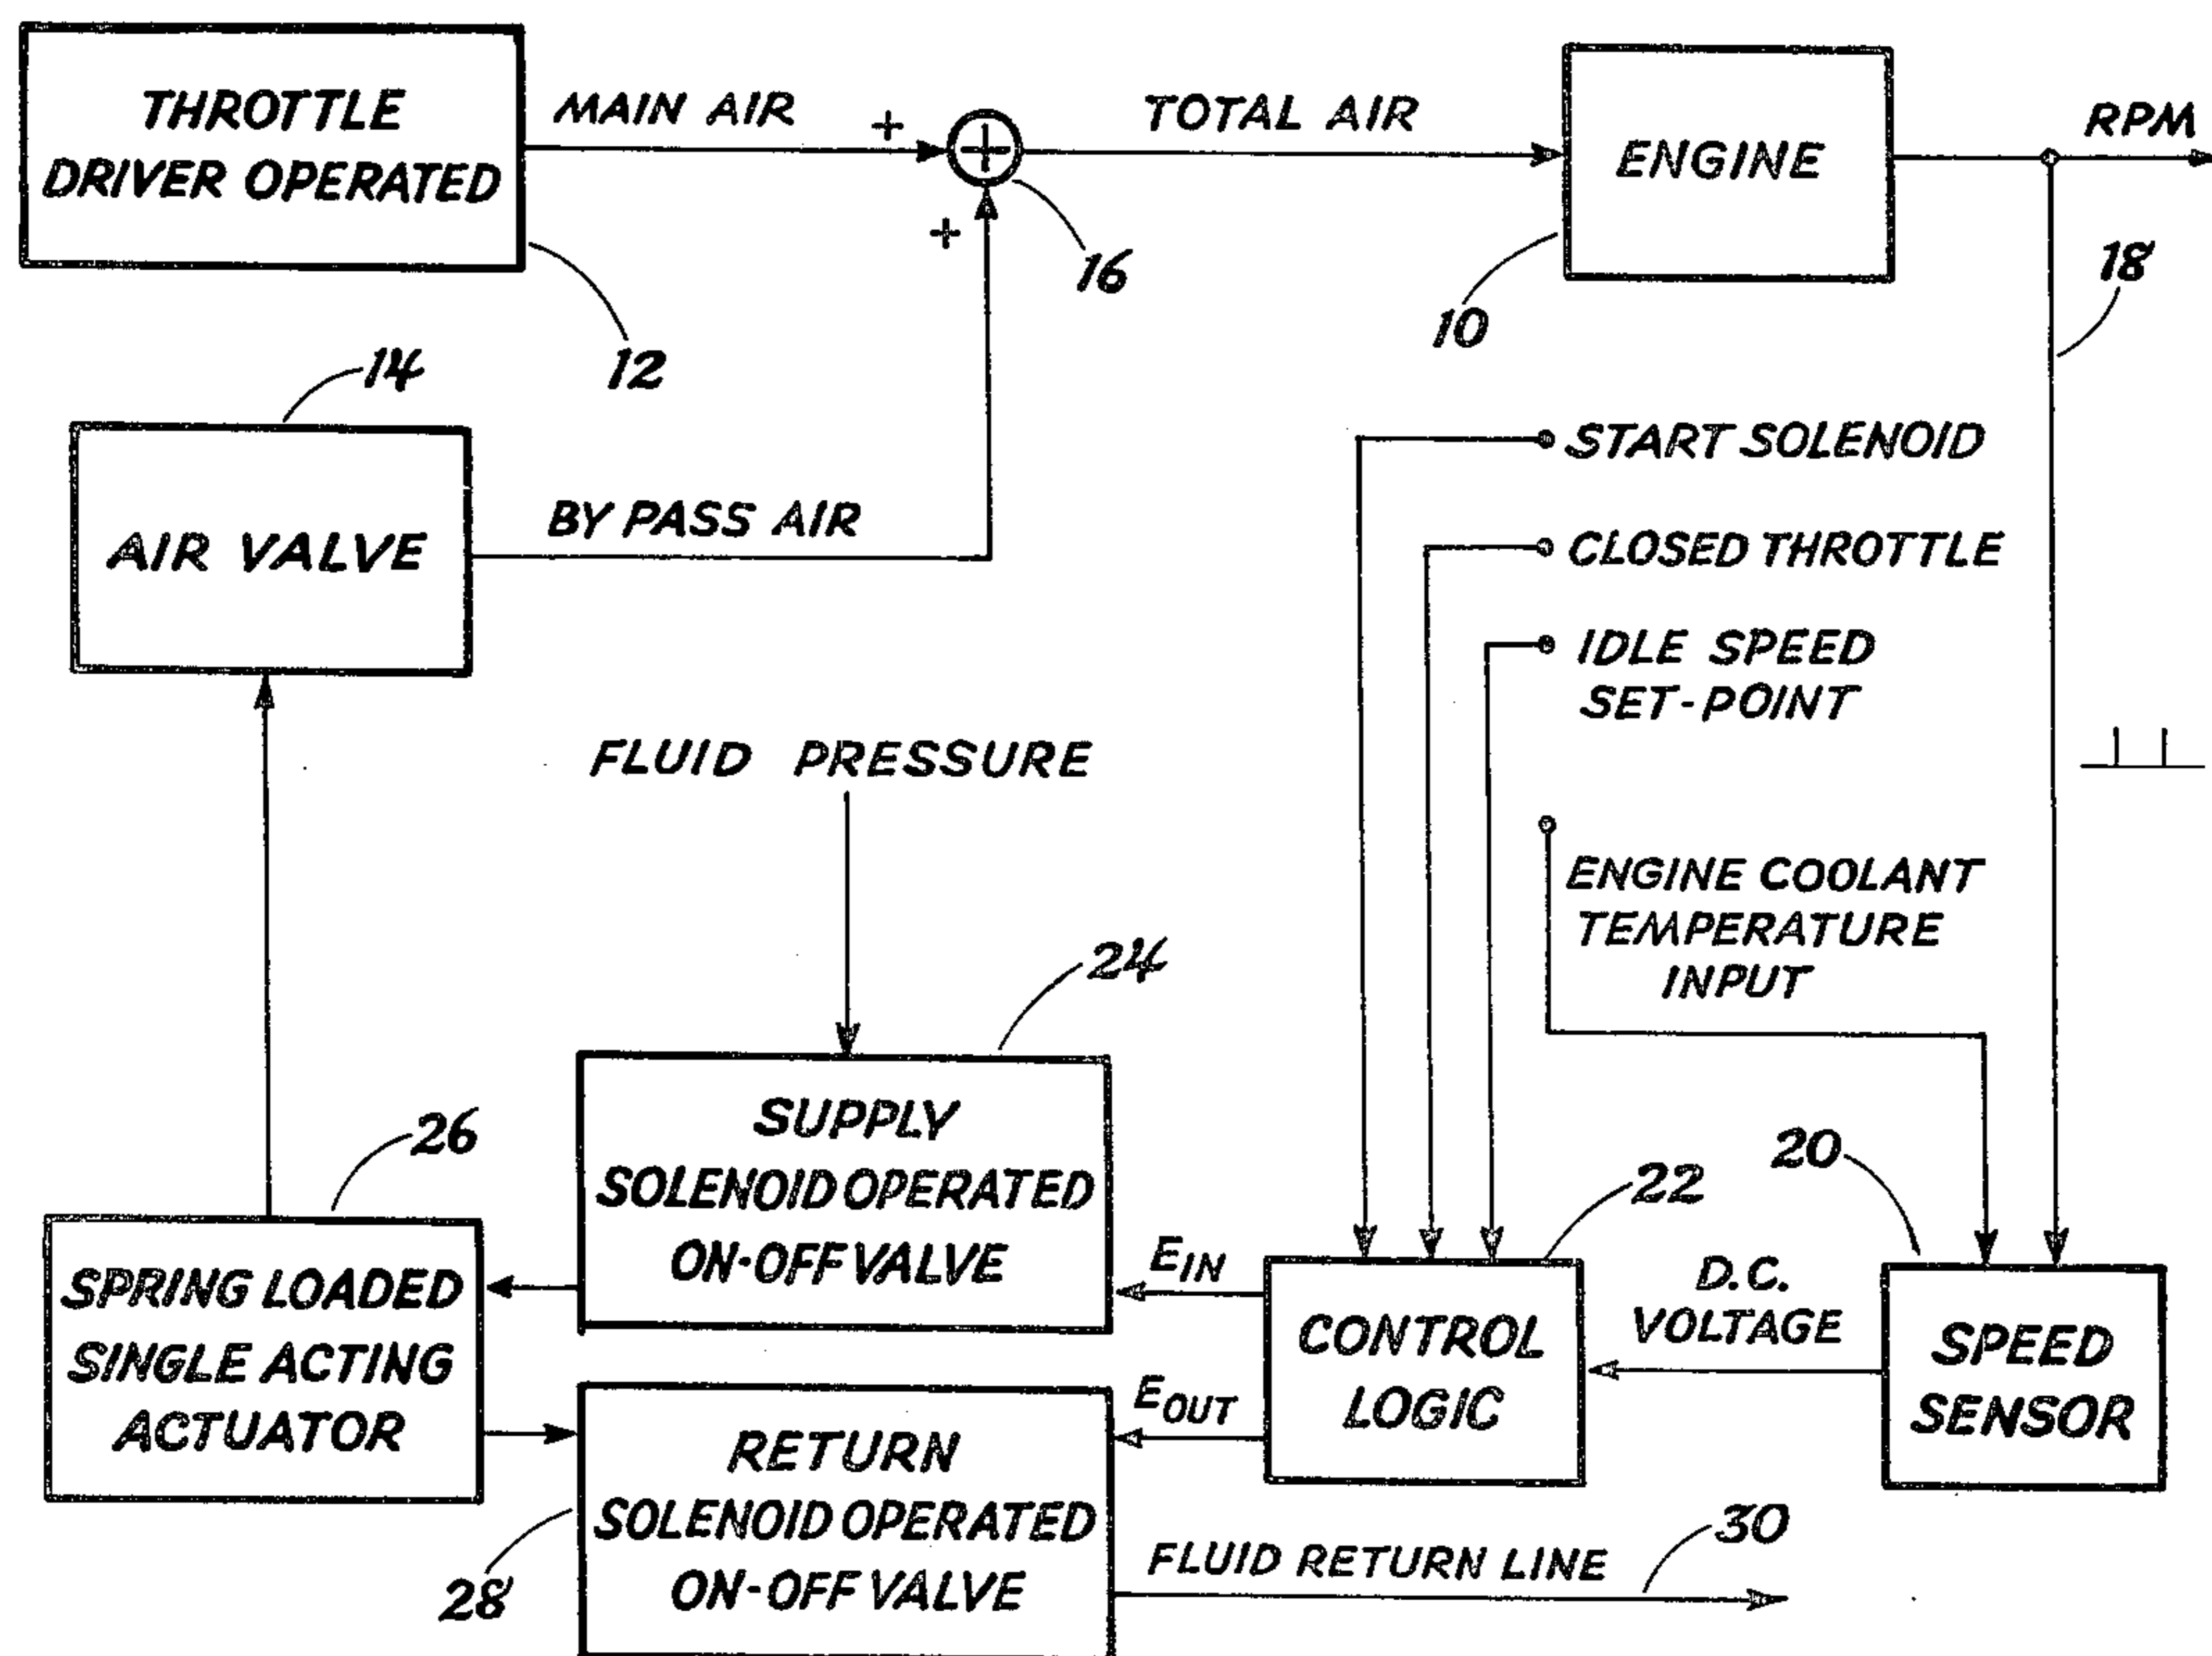 THROTTLE
DRIVER OPERATED
MAIN AIR
+
+
+
TOTAL AIR
ENGINE
RPM
16
10
18
12
14
AIR VALVE
BY PASS AIR
START SOLENOID
CLOSED THROTTLE
IDLE SPEED
SET-POINT
FLUID PRESSURE
ENGINE COOLANT
TEMPERATURE
INPUT
24
SUPPLY
SOLENOID OPERATED
ON-OFF VALVE
26
SPRING LOADED
SINGLE ACTING
ACTUATOR
EIN
EOUT
22
CONTROL
LOGIC
D.C.
VOLTAGE
20
SPEED
SENSOR
RETURN
SOLENOID OPERATED
ON-OFF VALVE
28
FLUID RETURN LINE
30